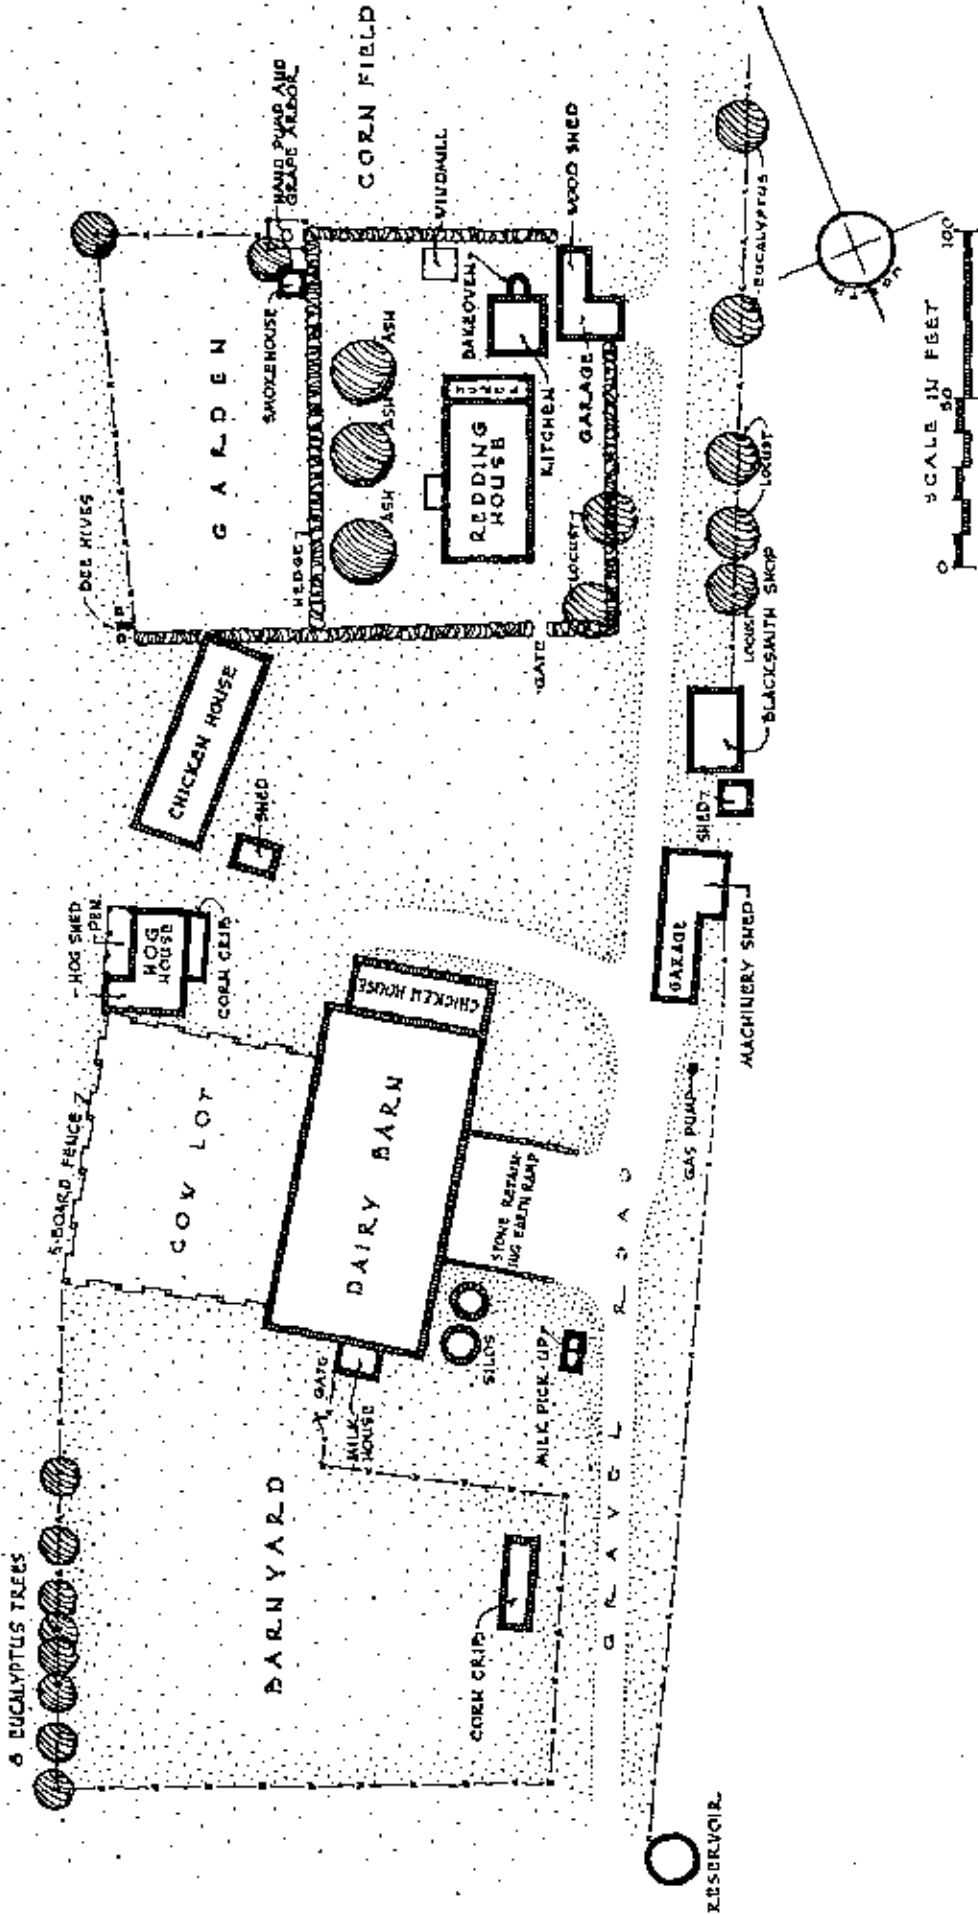 8 EUCALYPTUS TREES
BARNYARD
CORN CRIB
RESERVOIR
GATE
MILK
HOUSE
MILK PICK UP
SILOS
5-BOARD FENCE
COW LOT
DAIRY BARN
STONE RETAIN-
ING EARTH RAMP
CHICKEN HOUSE
GRAVEL ROAD
GAS PUMP
HOG SHED
PEN
HOG
HOUSE
CORN CRIB
SHED
CHICKEN HOUSE
GARAGE
MACHINERY SHED
SHED
BLACKSMITH SHOP
BEE HIVES
GARDEN
HEDGE
SMOKEHOUSE
HAND PUMP AND
GRAPE ARBOR
CORN FIELD
ASH
ASH
ASH
REDDING
HOUSE
PORCH
BAKEOVEN
WINDMILL
KITCHEN
GARAGE
WOOD SHED
LOCUST
GATE
LOCUST
LOCUST
EUCALYPTUS
NORTH
SCALE IN FEET
0 50 100